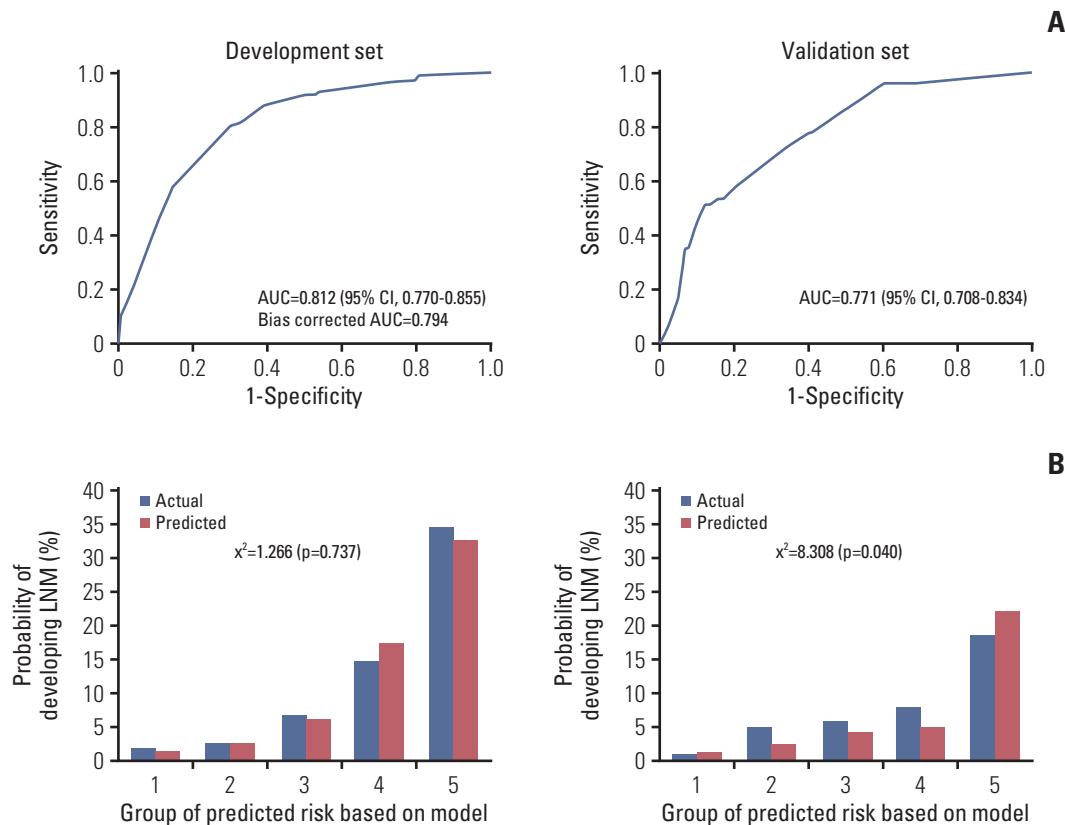 A
Development set
1.0
0.8
0.6
0.4
0.2
0
Sensitivity
AUC=0.812 (95% CI, 0.770-0.855)
Bias corrected AUC=0.794
0 0.2 0.4 0.6 0.8 1.0
1-Specificity
Validation set
1.0
0.8
0.6
0.4
0.2
0
Sensitivity
AUC=0.771 (95% CI, 0.708-0.834)
0 0.2 0.4 0.6 0.8 1.0
1-Specificity
B
40
35
30
25
20
15
10
5
0
Probability of
developing LNM (%)
Actual
Predicted
x²=1.266 (p=0.737)
1 2 3 4 5
Group of predicted risk based on model
40
35
30
25
20
15
10
5
0
Probability of
developing LNM (%)
Actual
Predicted
x²=8.308 (p=0.040)
1 2 3 4 5
Group of predicted risk based on model